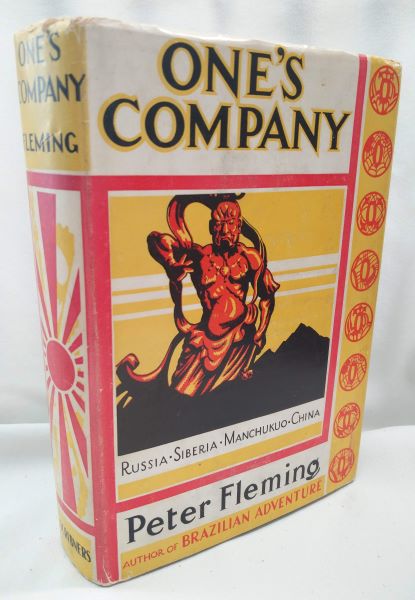 ONE'S
COMPANY
FLEMING
ONE'S
COMPANY
RUSSIA·SIBERIA·MANCHUKUO·CHINA
Peter Fleming
AUTHOR OF BRAZILIAN ADVENTURE